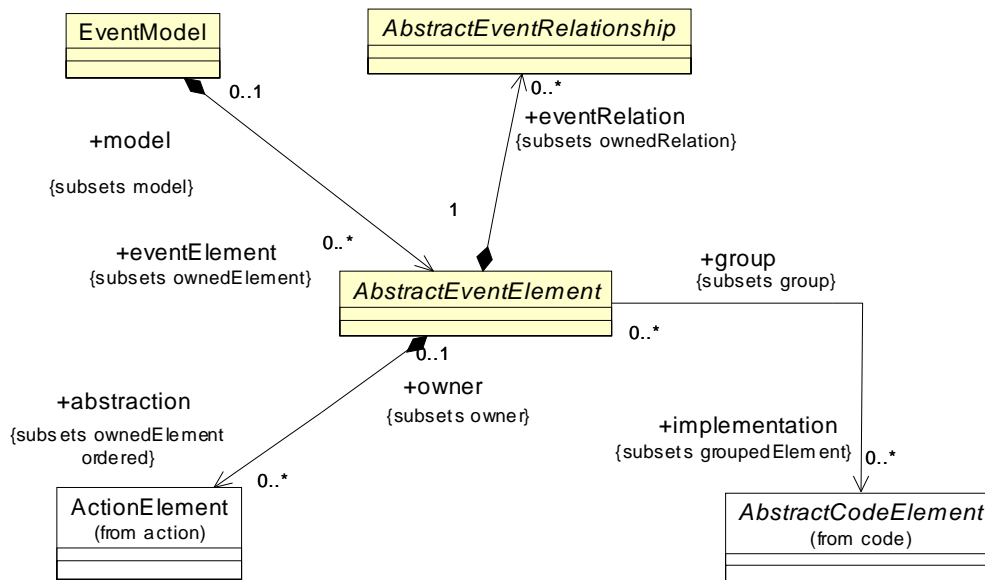 EventModel
AbstractEventRelationship
0..1
0..*
+model
+eventRelation
{subsets ownedRelation}
{subsets model}
1
+eventElement
0..*
{subsets ownedElement}
+group
{subsets group}
AbstractEventElement
0..*
0..1
+owner
{subsets owner}
+abstraction
{subsets ownedElement
ordered}
+implementation
{subsets groupedElement}
0..*
0..*
ActionElement
(from action)
AbstractCodeElement
(from code)